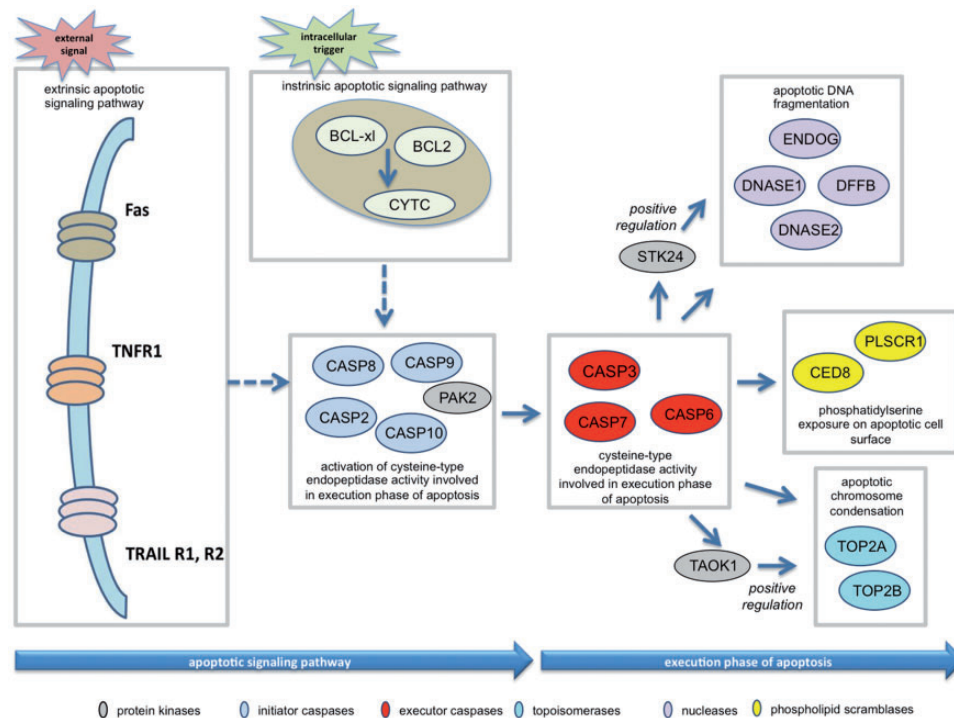 external
signal
extrinsic apoptotic
signaling pathway
Fas
TNFR1
TRAIL R1, R2
intracellular
trigger
instrinsic apoptotic signaling pathway
BCL-xl
BCL2
CYTC
CASP8
CASP9
PAK2
CASP2
CASP10
activation of cysteine-type
endopeptidase activity involved
in execution phase of apoptosis
CASP3
CASP7
CASP6
cysteine-type
endopeptidase activity
involved in execution phase
of apoptosis
positive
regulation
STK24
apoptotic DNA
fragmentation
ENDOG
DNASE1
DFFB
DNASE2
PLSCR1
CED8
phosphatidylserine
exposure on apoptotic cell
surface
TAOK1
positive
regulation
apoptotic
chromosome
condensation
TOP2A
TOP2B
apoptotic signaling pathway
execution phase of apoptosis
protein kinases
initiator caspases
executor caspases
topoisomerases
nucleases
phospholipid scramblases